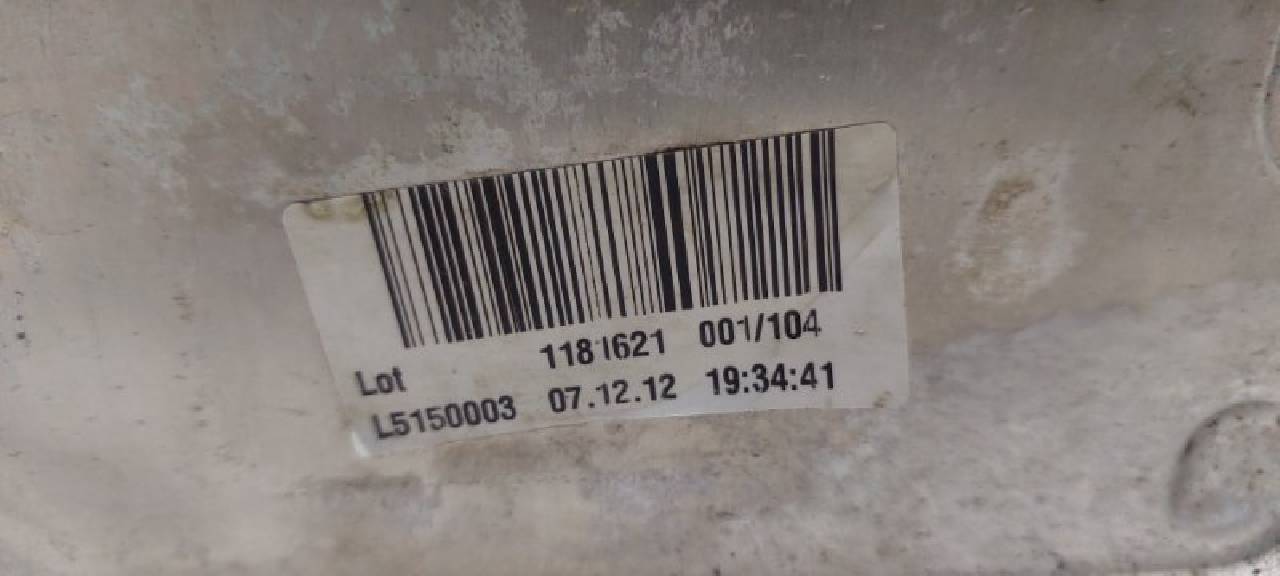 Lot 1181621 001/104
L5150003 07.12.12 19:34:41